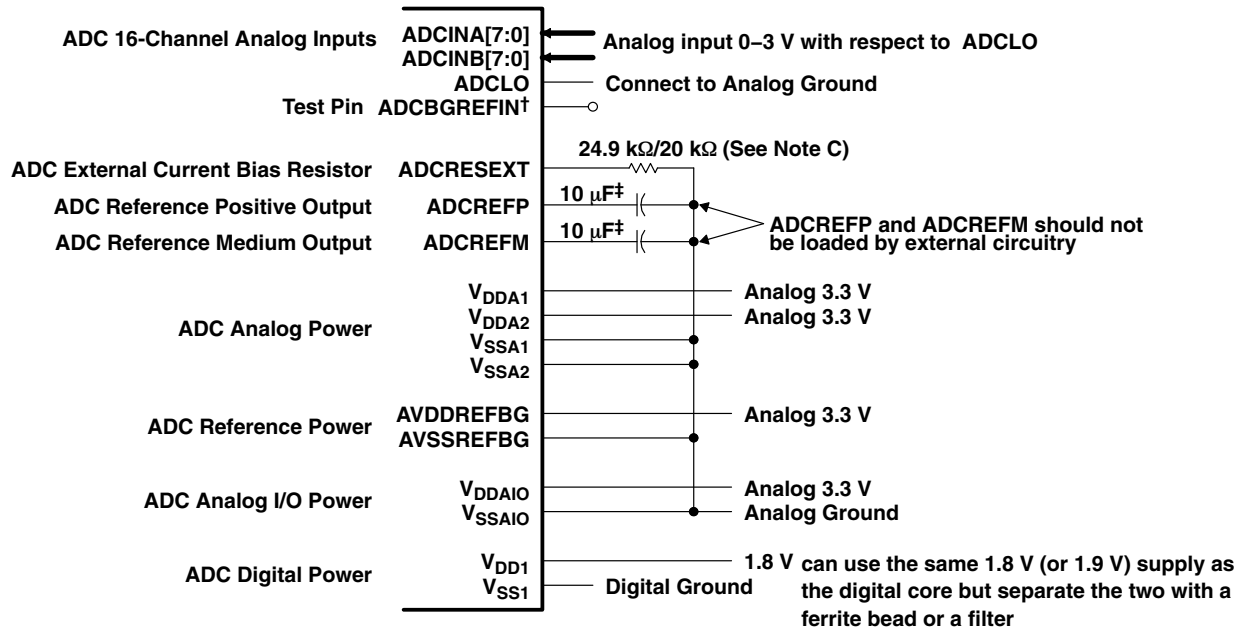 ADC 16-Channel Analog Inputs ADCINA[7:0] Analog input 0–3 V with respect to ADCLO
ADCINB[7:0]
ADCLO Connect to Analog Ground
Test Pin ADCBGREFIN†
24.9 kΩ/20 kΩ (See Note C)
ADC External Current Bias Resistor ADCRESEXT
ADC Reference Positive Output ADCREFP 10 μF‡
ADC Reference Medium Output ADCREFM 10 μF‡
ADCREFP and ADCREFM should not
be loaded by external circuitry
VDDA1 Analog 3.3 V
VDDA2 Analog 3.3 V
ADC Analog Power
VSSA1
VSSA2
AVDDREFBG Analog 3.3 V
ADC Reference Power
AVSSREFBG
VDDAIO Analog 3.3 V
ADC Analog I/O Power
VSSAIO Analog Ground
VDD1 1.8 V can use the same 1.8 V (or 1.9 V) supply as
ADC Digital Power
VSS1 Digital Ground the digital core but separate the two with a
ferrite bead or a filter